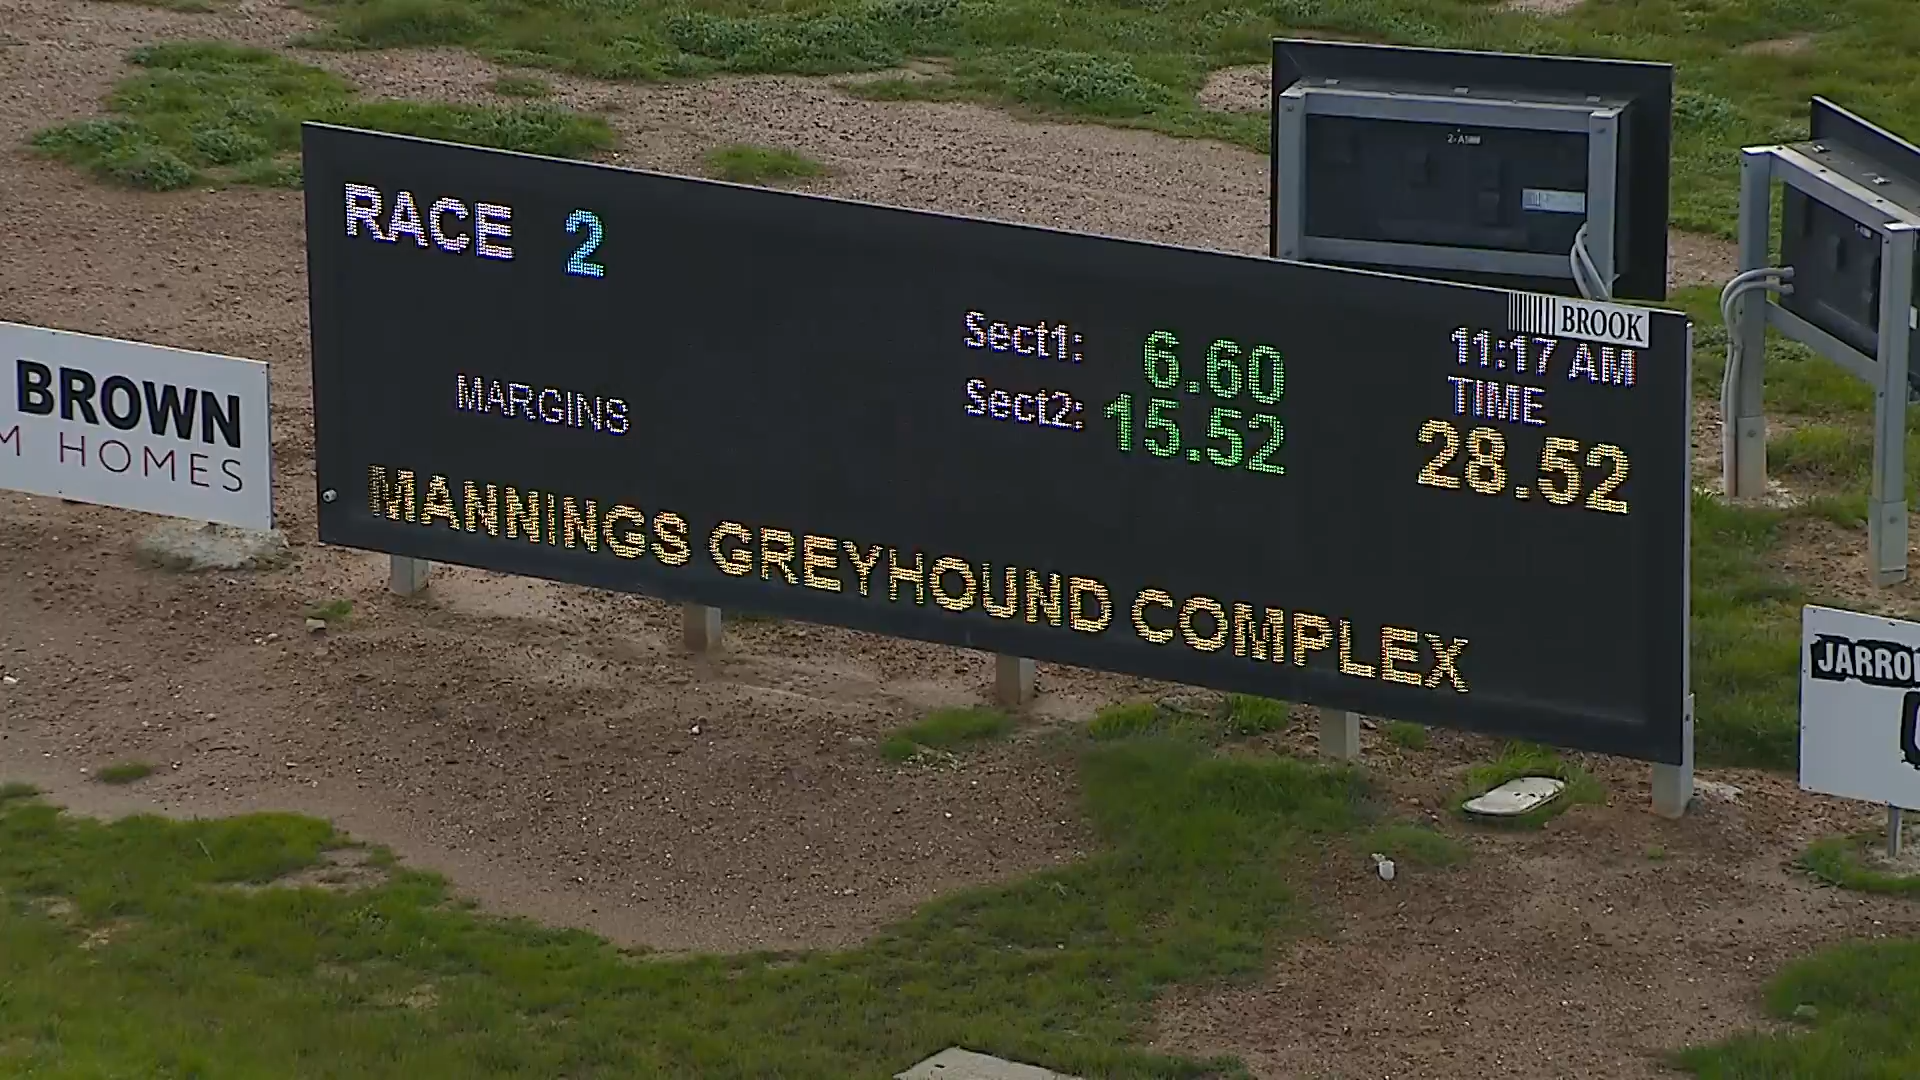 RACE 2
BROOK
Sect1: 6.60
11:17 AM
MARGINS
Sect2: 15.52
TIME
28.52
MANNINGS GREYHOUND COMPLEX
BROWN
M HOMES